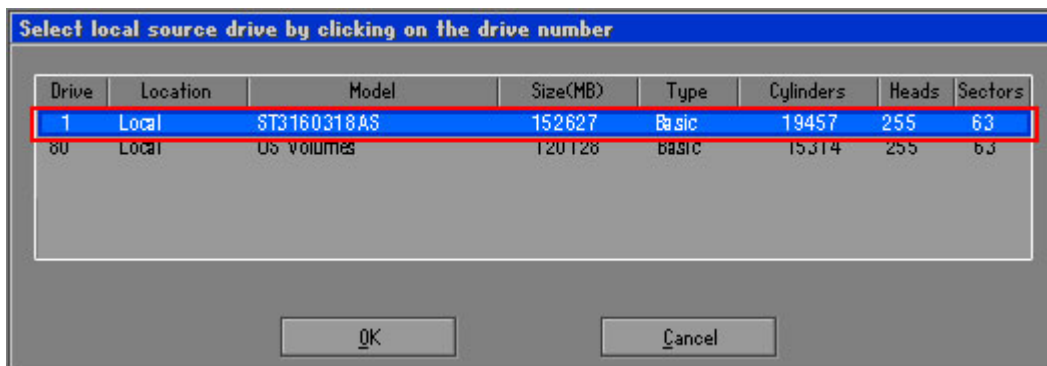 Select local source drive by clicking on the drive number
Drive Location Model Size(MB) Type Cylinders Heads Sectors
1 Local ST3160318AS 152627 Basic 19457 255 63
80 Local OS Volumes 120128 Basic 15314 255 63
OK Cancel